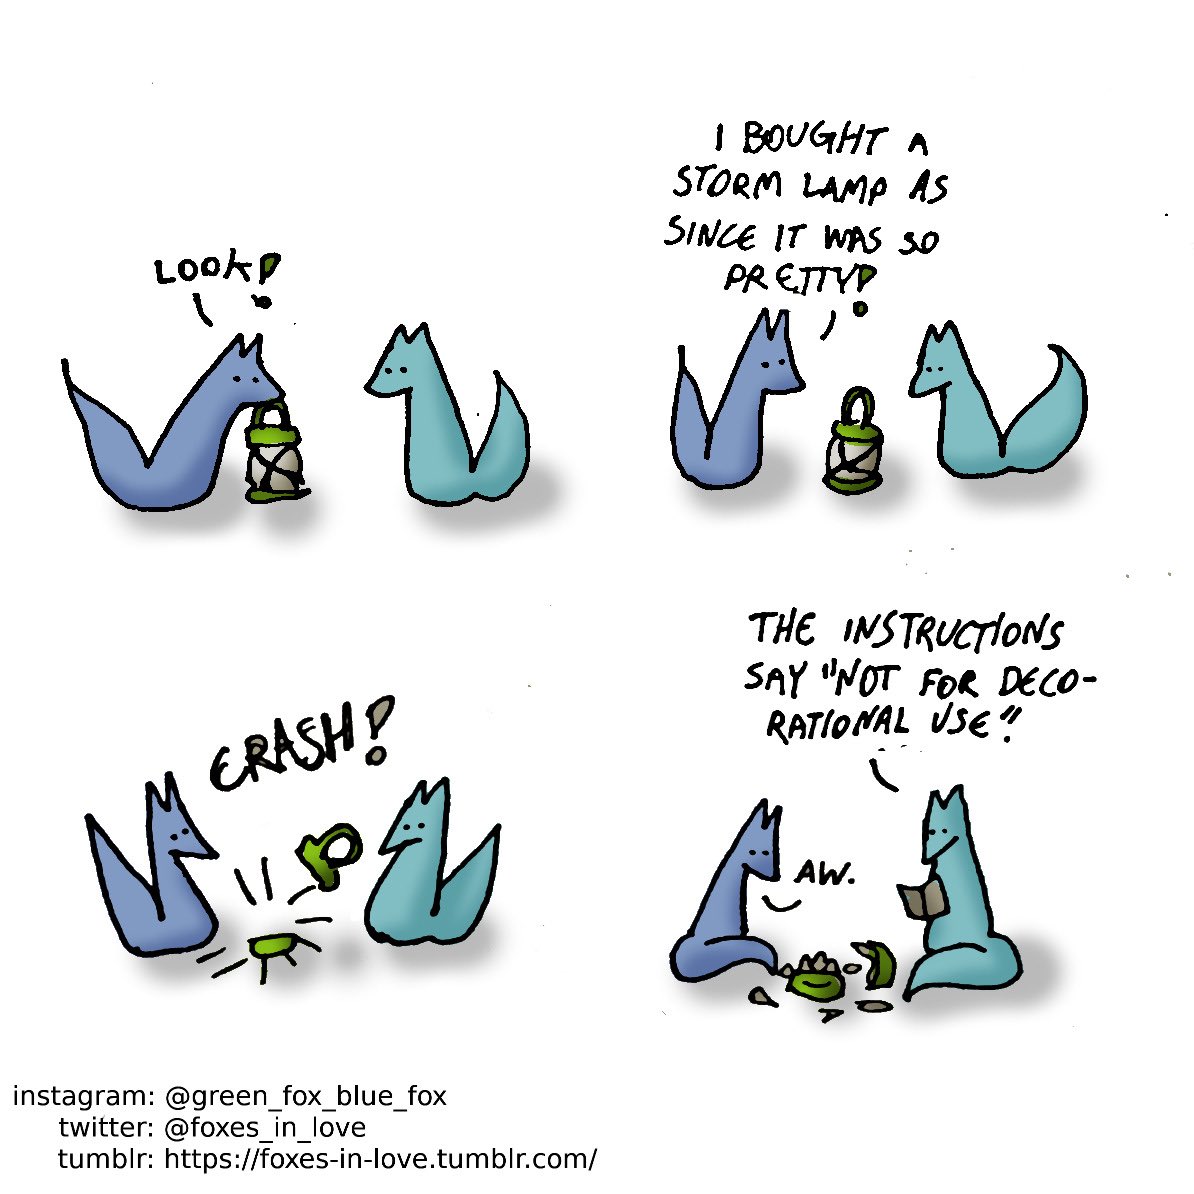 LOOK!
I BOUGHT A
STORM LAMP AS
SINCE IT WAS SO
PRETTY!
CRASH!
THE INSTRUCTIONS
SAY "NOT FOR DECO-
RATIONAL USE"!
AW.
instagram: @green_fox_blue_fox
twitter: @foxes_in_love
tumblr: https://foxes-in-love.tumblr.com/